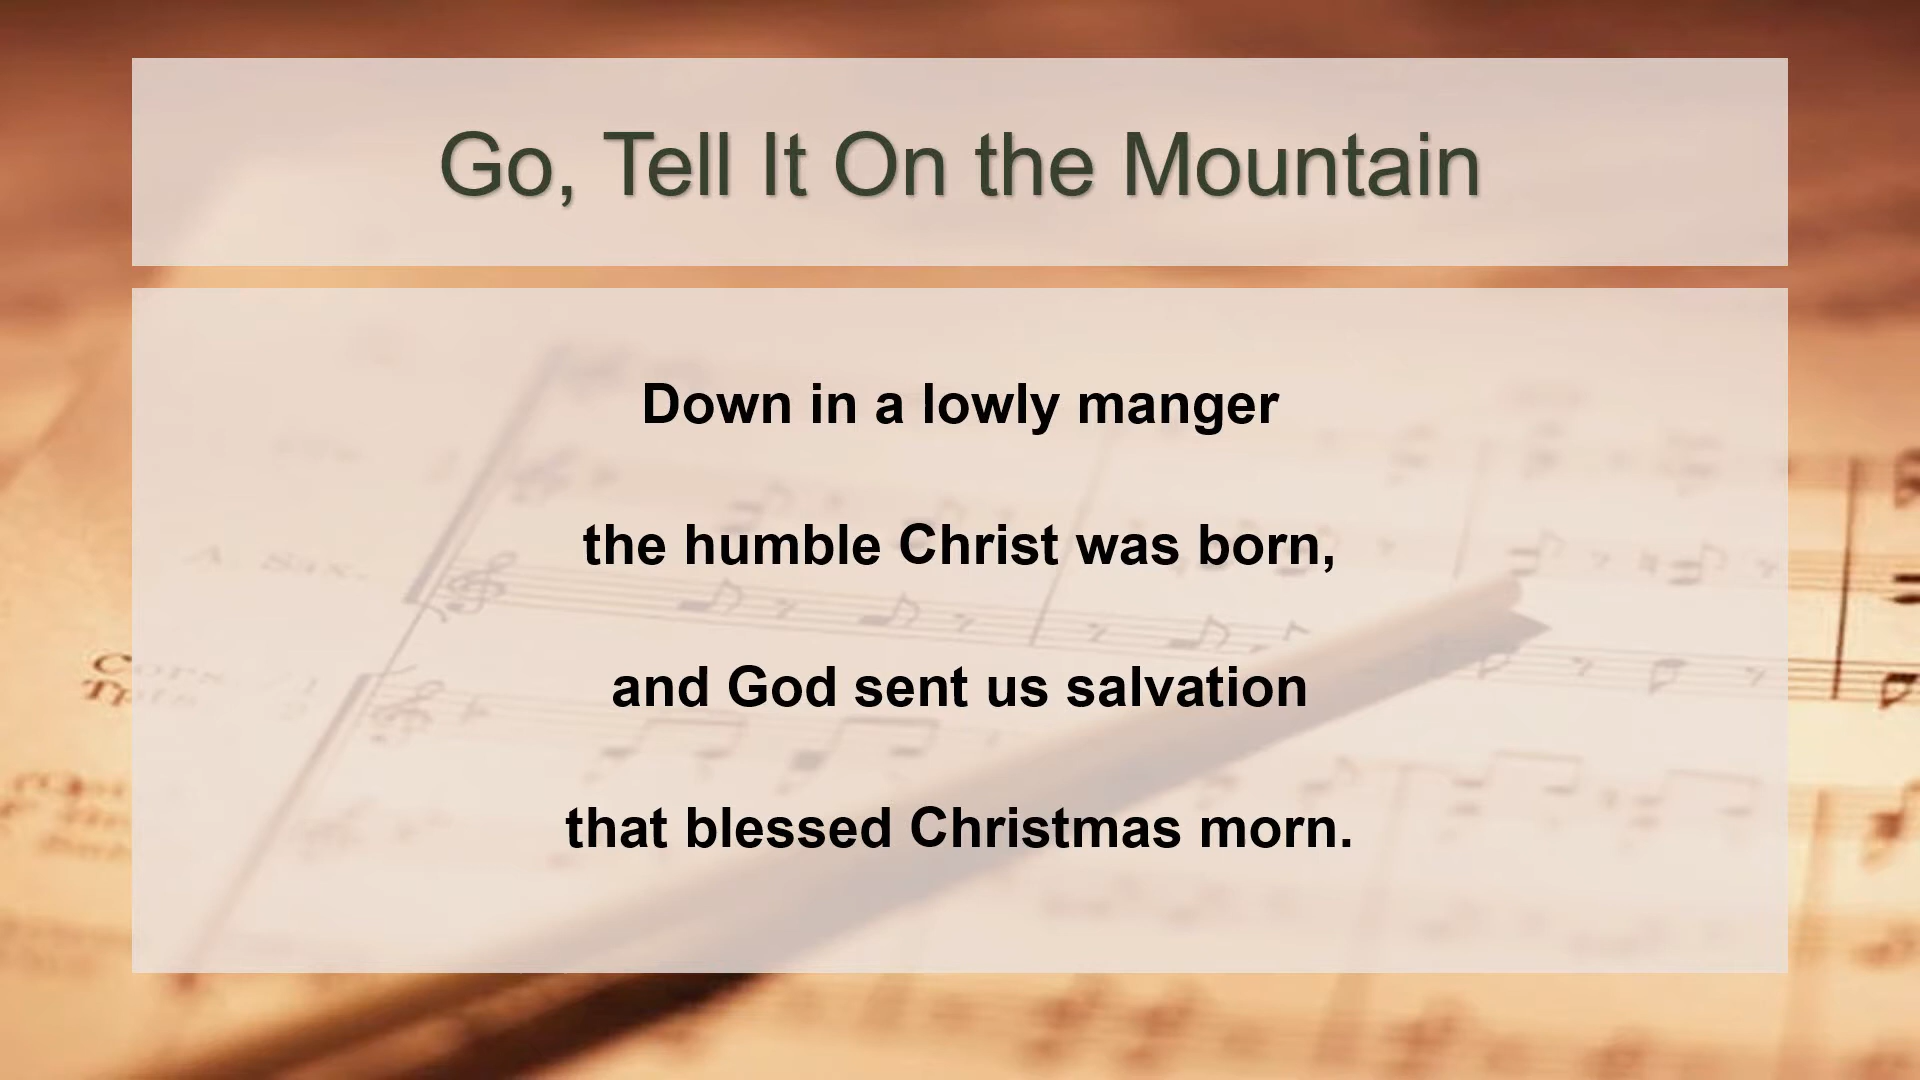 Go, Tell It On the Mountain
Down in a lowly manger
the humble Christ was born,
and God sent us salvation
that blessed Christmas morn.